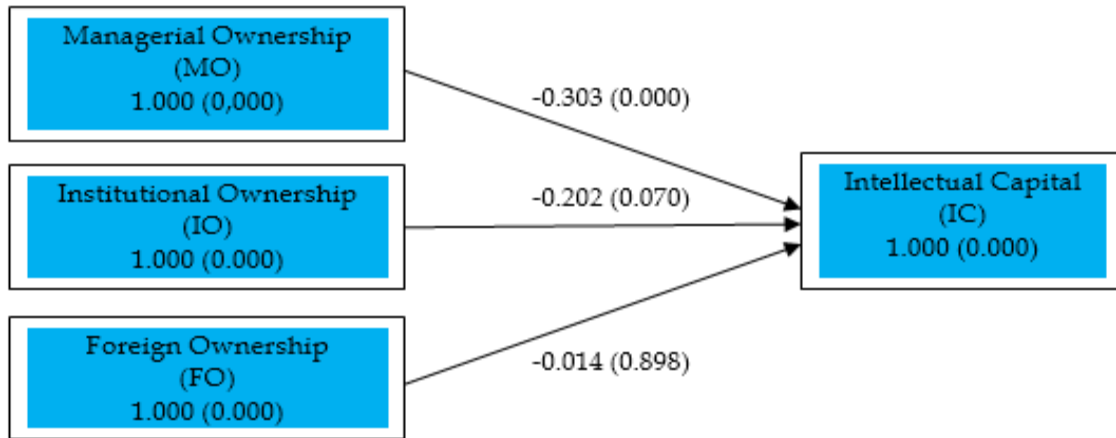 Managerial Ownership
(MO)
1.000 (0,000)
-0.303 (0.000)
Institutional Ownership
(IO)
1.000 (0.000)
-0.202 (0.070)
Intellectual Capital
(IC)
1.000 (0.000)
Foreign Ownership
(FO)
1.000 (0.000)
-0.014 (0.898)